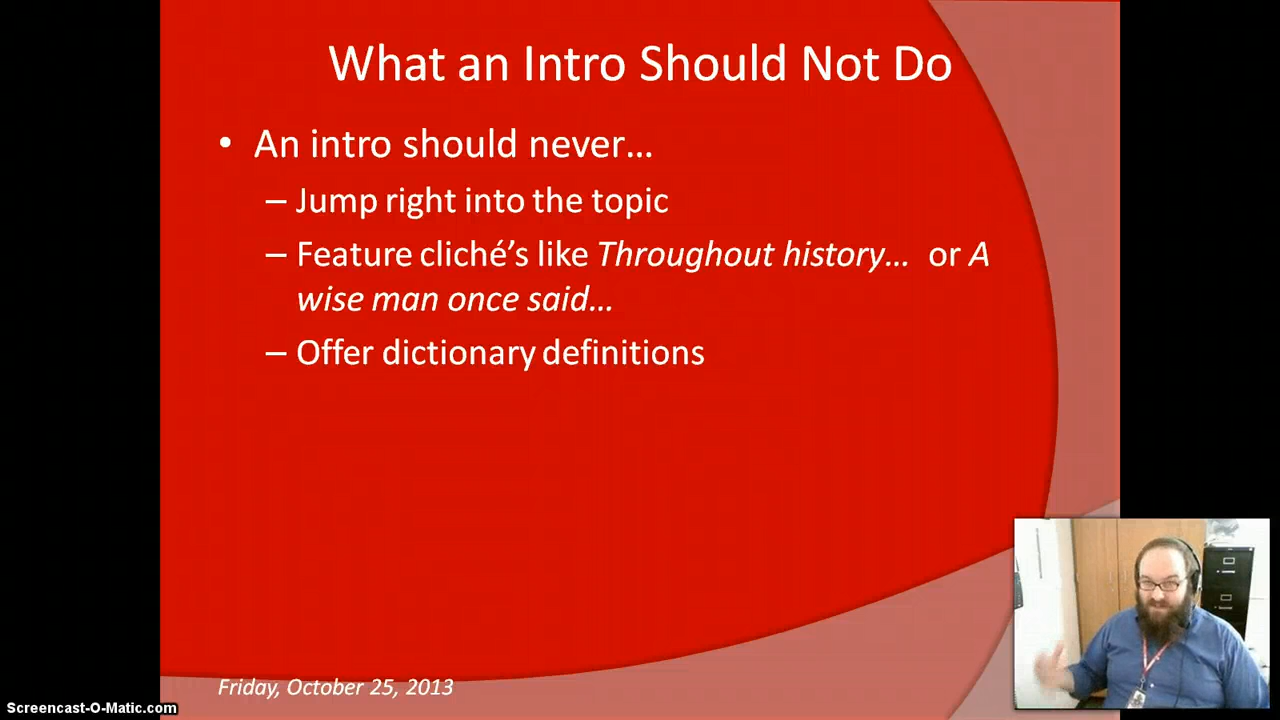 What an Intro Should Not Do
• An intro should never…
– Jump right into the topic
– Feature cliché’s like Throughout history… or A
wise man once said…
– Offer dictionary definitions
Friday, October 25, 2013
Screencast-O-Matic.com